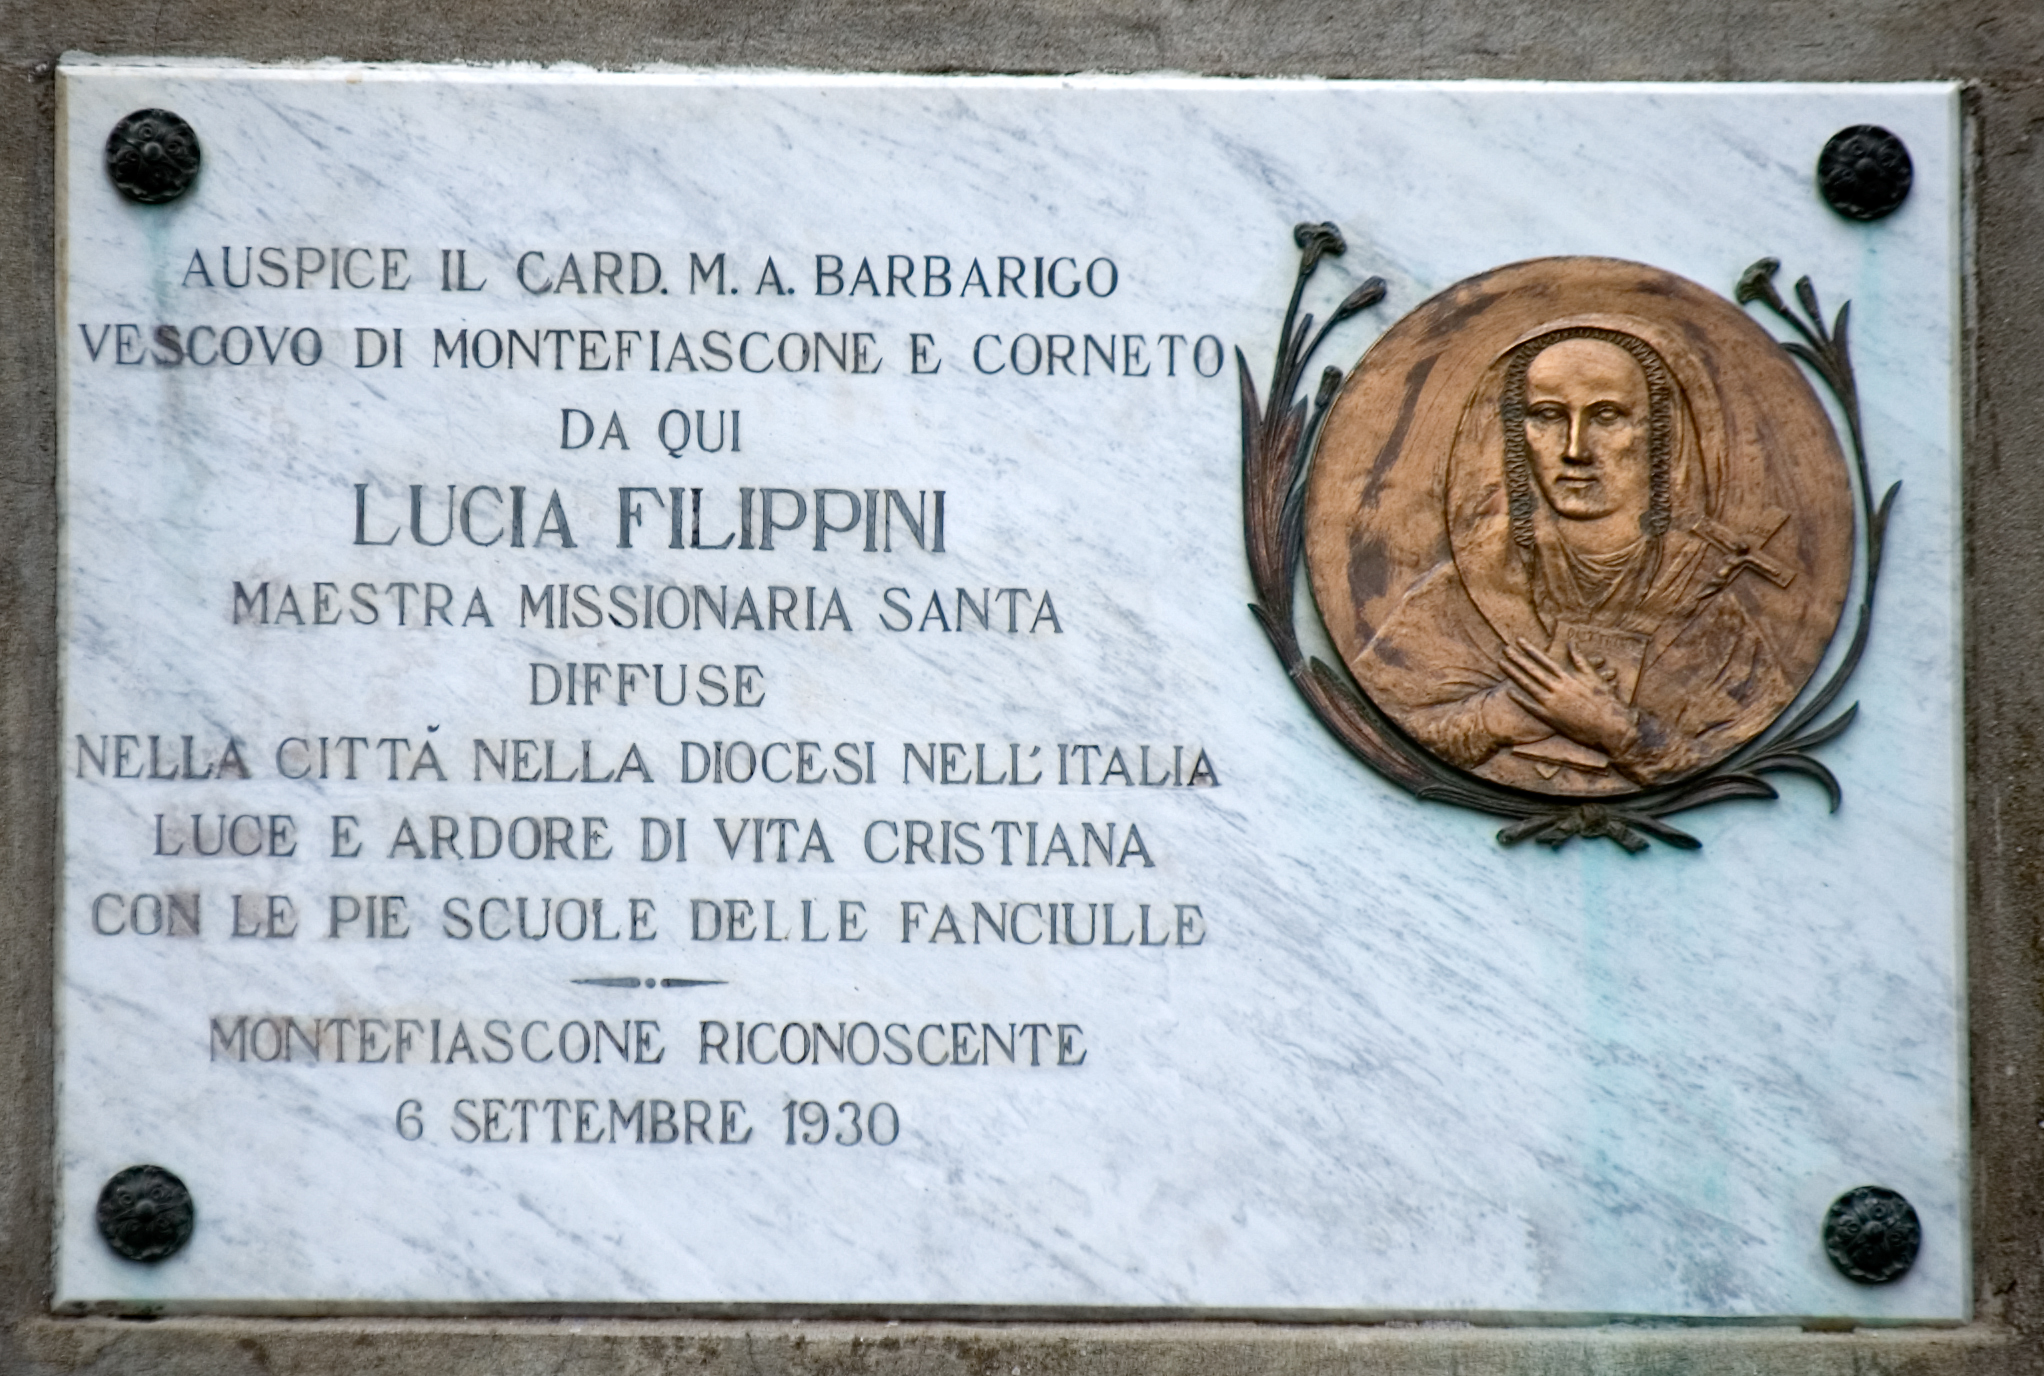 AUSPICE IL CARD. M. A. BARBARIGO
VESCOVO DI MONTEFIASCONE E CORNETO
DA QUI
LUCIA FILIPPINI
MAESTRA MISSIONARIA SANTA
DIFFUSE
NELLA CITTÀ NELLA DIOCESI NELL'ITALIA
LUCE E ARDORE DI VITA CRISTIANA
CON LE PIE SCUOLE DELLE FANCIULLE
MONTEFIASCONE RICONOSCENTE
6 SETTEMBRE 1930